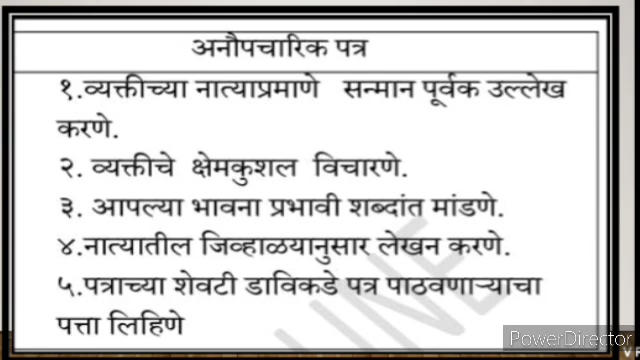 अनौपचारिक पत्र
१.व्यक्तीच्या नात्याप्रमाणे सन्मान पूर्वक उल्लेख
करणे.
२. व्यक्तीचे क्षेमकुशल विचारणे.
३. आपल्या भावना प्रभावी शब्दांत मांडणे.
४.नात्यातील जिव्हाळयानुसार लेखन करणे.
५.पत्राच्या शेवटी डाविकडे पत्र पाठवणाऱ्याचा
पत्ता लिहिणे
PowerDirector